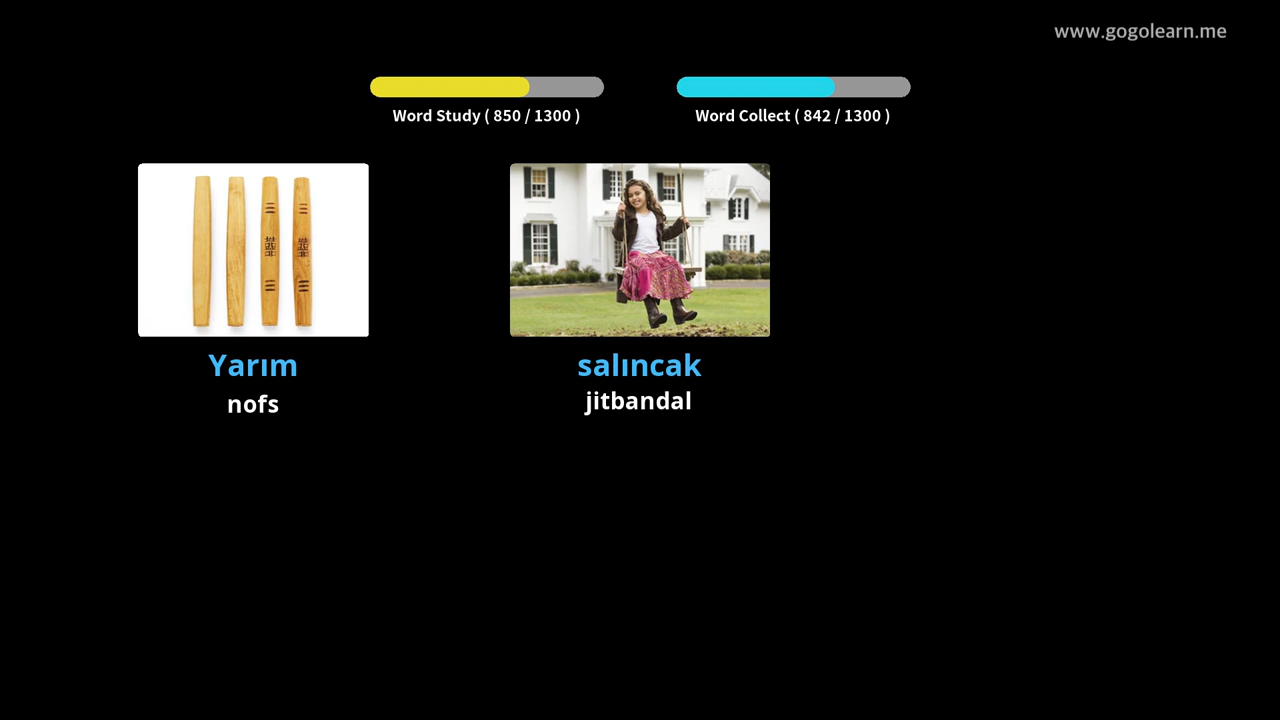 www.gogolearn.me
Word Study ( 850 / 1300 )
Word Collect ( 842 / 1300 )
Yarım
nofs
salıncak
jitbandal